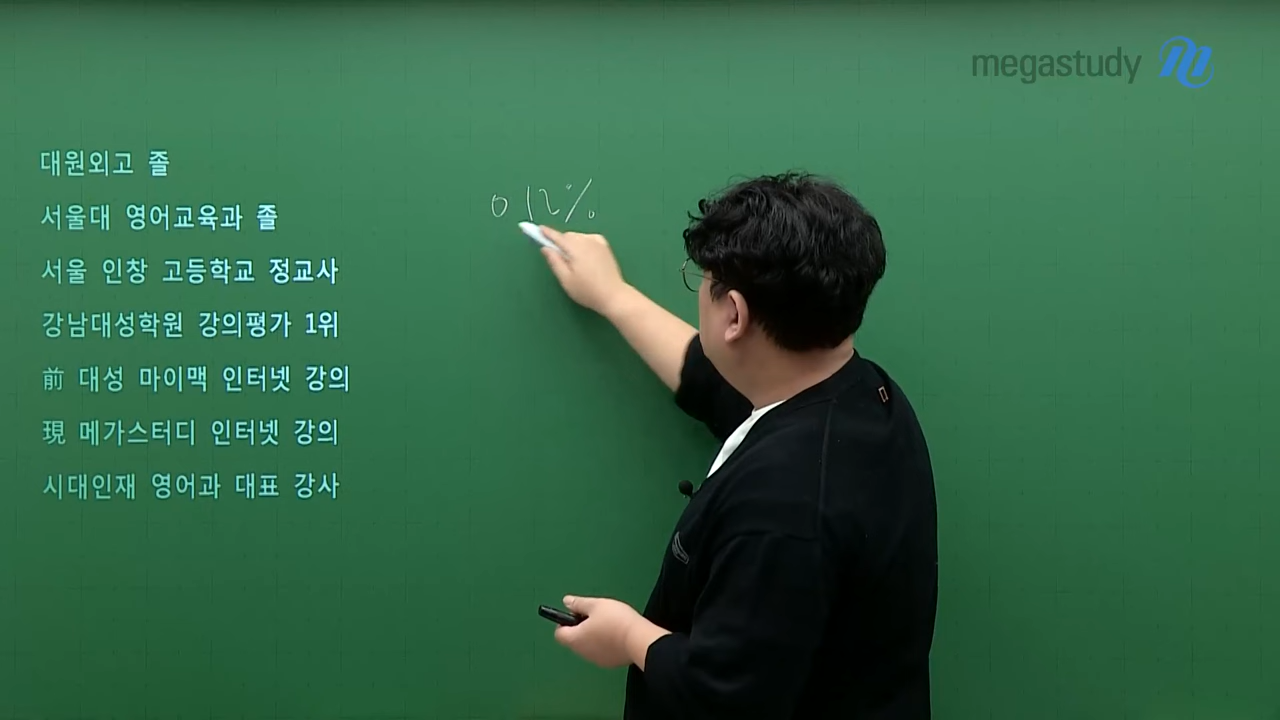 megastudy
대원외고 졸
서울대 영어교육과 졸
서울 인창 고등학교 정교사
강남대성학원 강의평가 1위
前 대성 마이맥 인터넷 강의
現 메가스터디 인터넷 강의
시대인재 영어과 대표 강사
0.12%